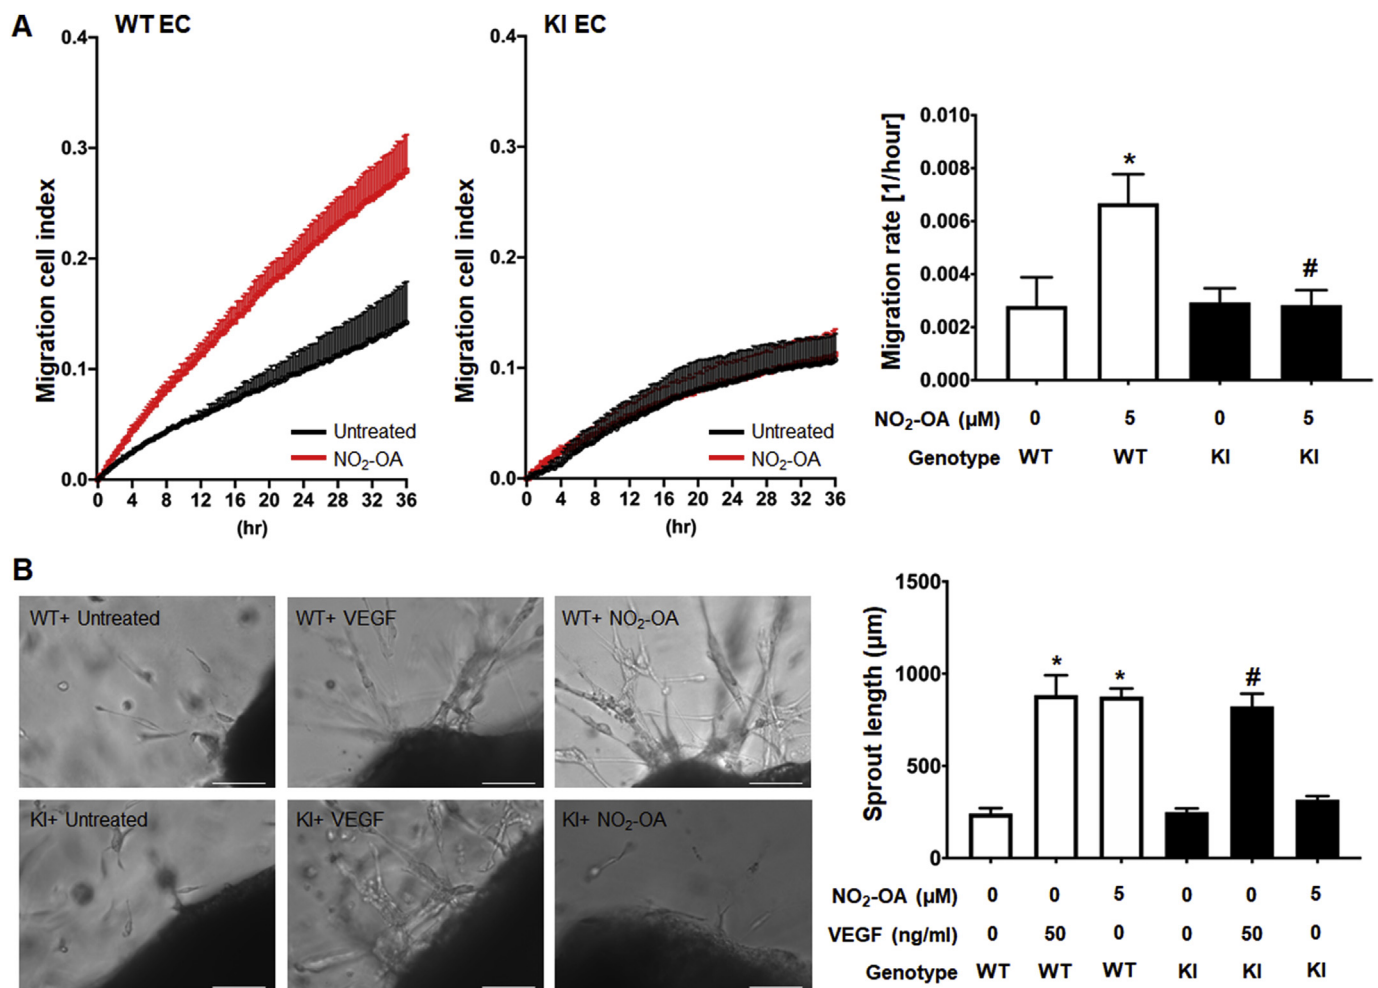 A
WT EC
KI EC
0.4
0.3
0.2
0.1
0.0
Migration cell index
0 4 8 12 16 20 24 28 32 36
(hr)
Untreated
NO₂-OA
0.4
0.3
0.2
0.1
0.0
Migration cell index
0 4 8 12 16 20 24 28 32 36
(hr)
Untreated
NO₂-OA
0.010
0.008
0.006
0.004
0.002
0.000
Migration rate [1/hour]
*
#
NO₂-OA (µM) 0 5 0 5
Genotype WT WT KI KI
B
WT+ Untreated
WT+ VEGF
WT+ NO₂-OA
KI+ Untreated
KI+ VEGF
KI+ NO₂-OA
1500
1000
500
0
Sprout length (µm)
* * #
NO₂-OA (µM) 0 0 5 0 0 5
VEGF (ng/ml) 0 50 0 0 50 0
Genotype WT WT WT KI KI KI